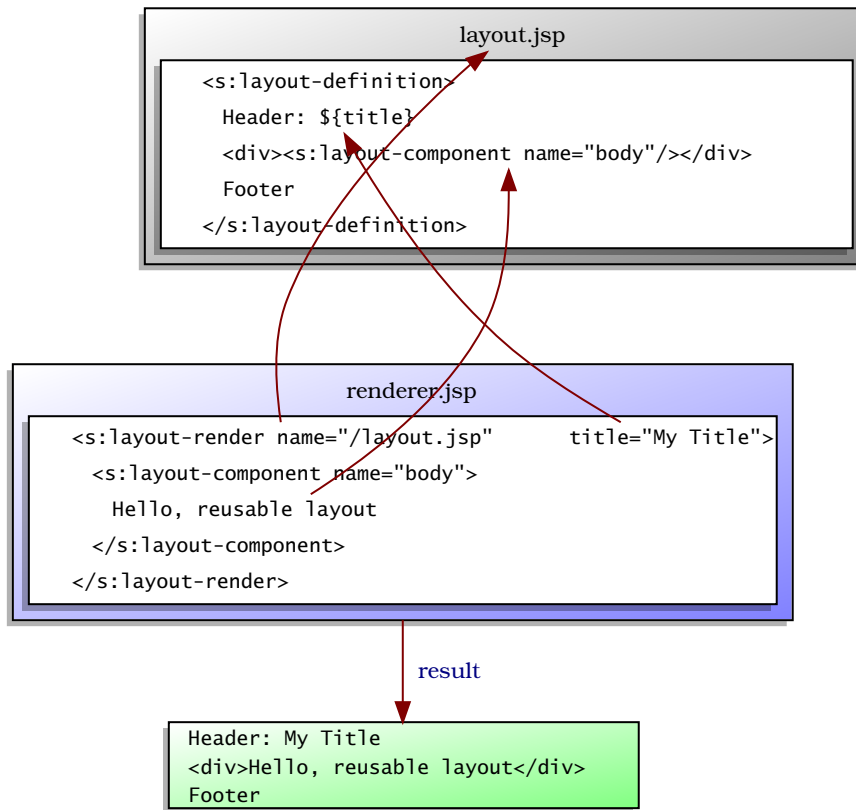 layout.jsp
<s:layout-definition>
Header: ${title}
<div><s:layout-component name="body"/></div>
Footer
</s:layout-definition>
renderer.jsp
<s:layout-render name="/layout.jsp" title="My Title">
<s:layout-component name="body">
Hello, reusable layout
</s:layout-component>
</s:layout-render>
result
Header: My Title
<div>Hello, reusable layout</div>
Footer